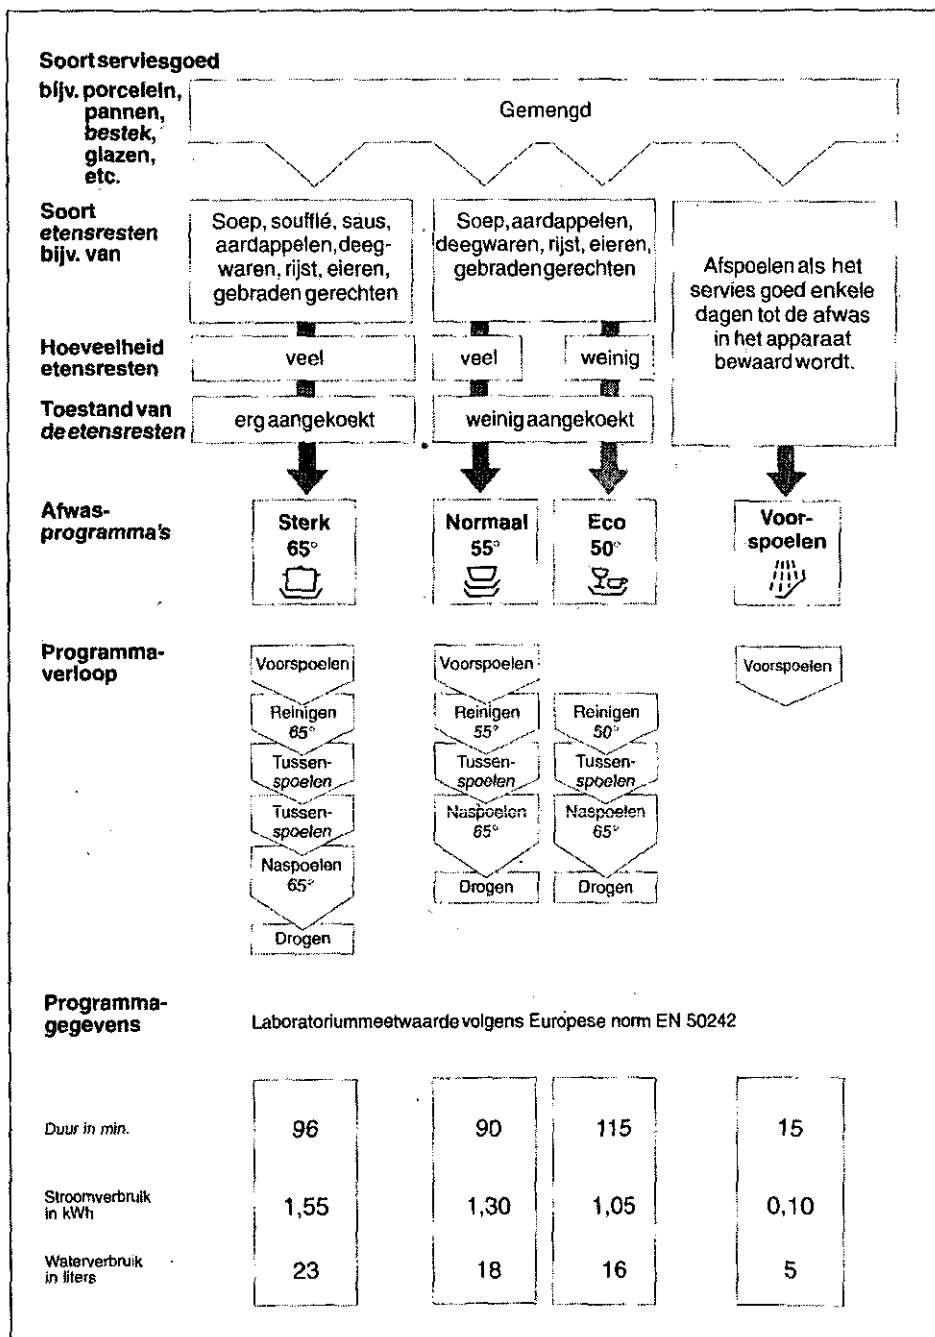 Soort serviesgoed
bijv. porcelein,
pannen,
bestek,
glazen,
etc.
Gemengd
Soort
etensresten
bijv. van
Soep, soufflé, saus,
aardappelen, deeg-
waren, rijst, eieren,
gebraden gerechten
Soep, aardappelen,
deegwaren, rijst, eieren,
gebraden gerechten
Afspoelen als het
servies goed enkele
dagen tot de afwas
in het apparaat
bewaard wordt.
Hoeveelheid
etensresten
veel
veel
weinig
Toestand van
de etensresten
erg aangekoekt
weinig aangekoekt
Afwas-
programma's
Sterk
65°
Normaal
55°
Eco
50°
Voor-
spoelen
Programma-
verloop
Voorspoelen
Reinigen
65°
Tussen-
spoelen
Tussen-
spoelen
Naspoelen
65°
Drogen
Voorspoelen
Reinigen
55°
Tussen-
spoelen
Naspoelen
65°
Drogen
Reinigen
50°
Tussen-
spoelen
Naspoelen
65°
Drogen
Voorspoelen
Programma-
gegevens
Laboratoriummeetwaarde volgens Europese norm EN 50242
Duur in min.
96
90
115
15
Stroomverbruik
in kWh
1,55
1,30
1,05
0,10
Waterverbruik
in liters
23
18
16
5